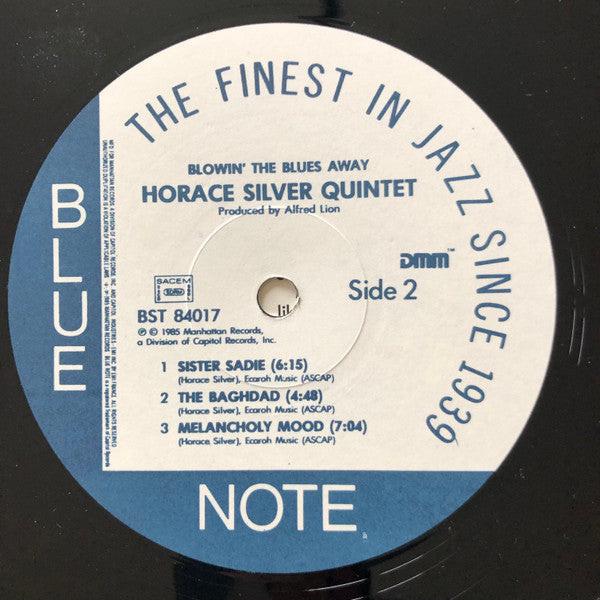 THE FINEST IN JAZZ SINCE 1939
BLOWIN' THE BLUES AWAY
HORACE SILVER QUINTET
Produced by Alfred Lion
DMM™
SACEM
Side 2
BST 84017
℗ © 1985 Manhattan Records,
a Division of Capitol Records, Inc.
1 SISTER SADIE (6:15)
(Horace Silver), Ecaroh Music (ASCAP)
2 THE BAGHDAD (4:48)
(Horace Silver), Ecaroh Music (ASCAP)
3 MELANCHOLY MOOD (7:04)
(Horace Silver), Ecaroh Music (ASCAP)
BLUE
NOTE